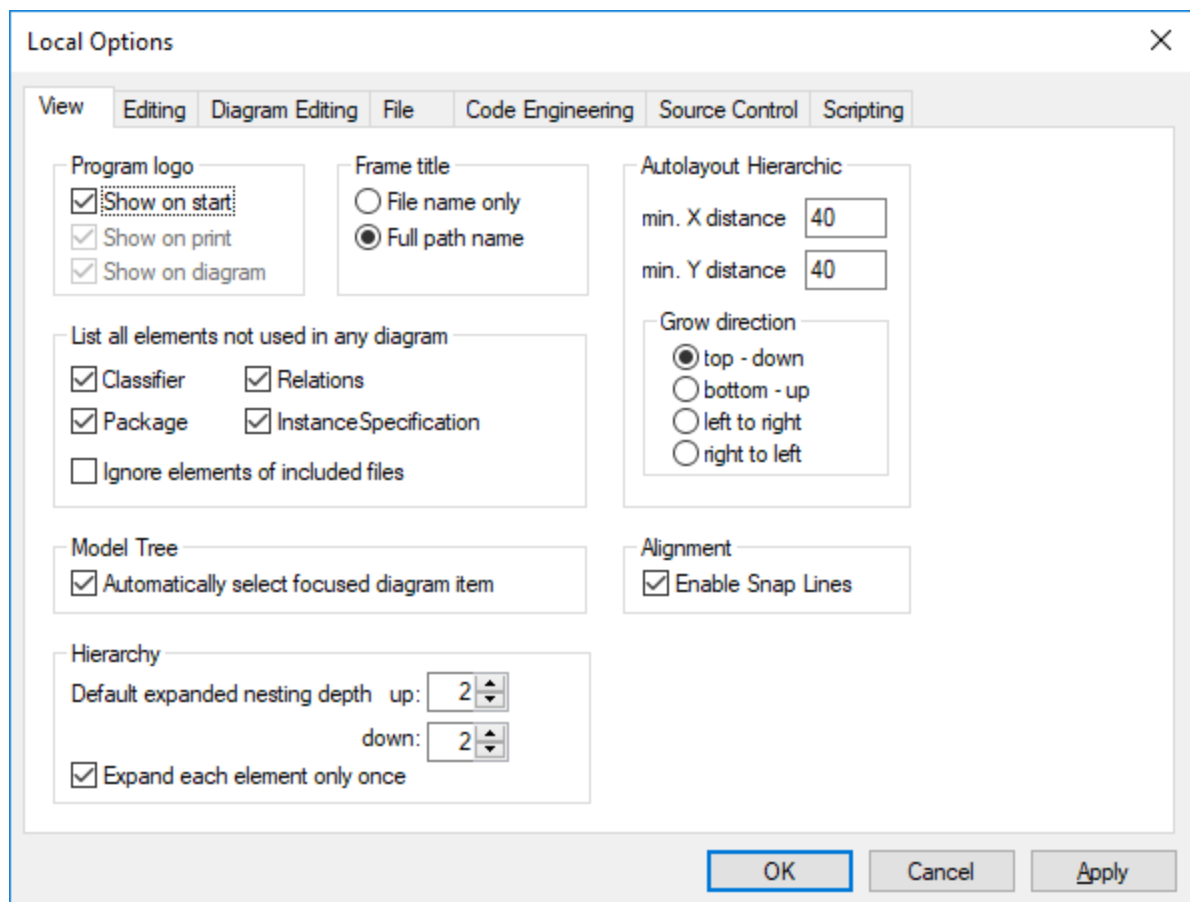 Local Options
View Editing Diagram Editing File Code Engineering Source Control Scripting
Program logo
Show on start
Show on print
Show on diagram
Frame title
File name only
Full path name
Autolayout Hierarchic
min. X distance 40
min. Y distance 40
Grow direction
top - down
bottom - up
left to right
right to left
List all elements not used in any diagram
Classifier Relations
Package InstanceSpecification
Ignore elements of included files
Model Tree
Automatically select focused diagram item
Alignment
Enable Snap Lines
Hierarchy
Default expanded nesting depth up: 2
down: 2
Expand each element only once
OK Cancel Apply